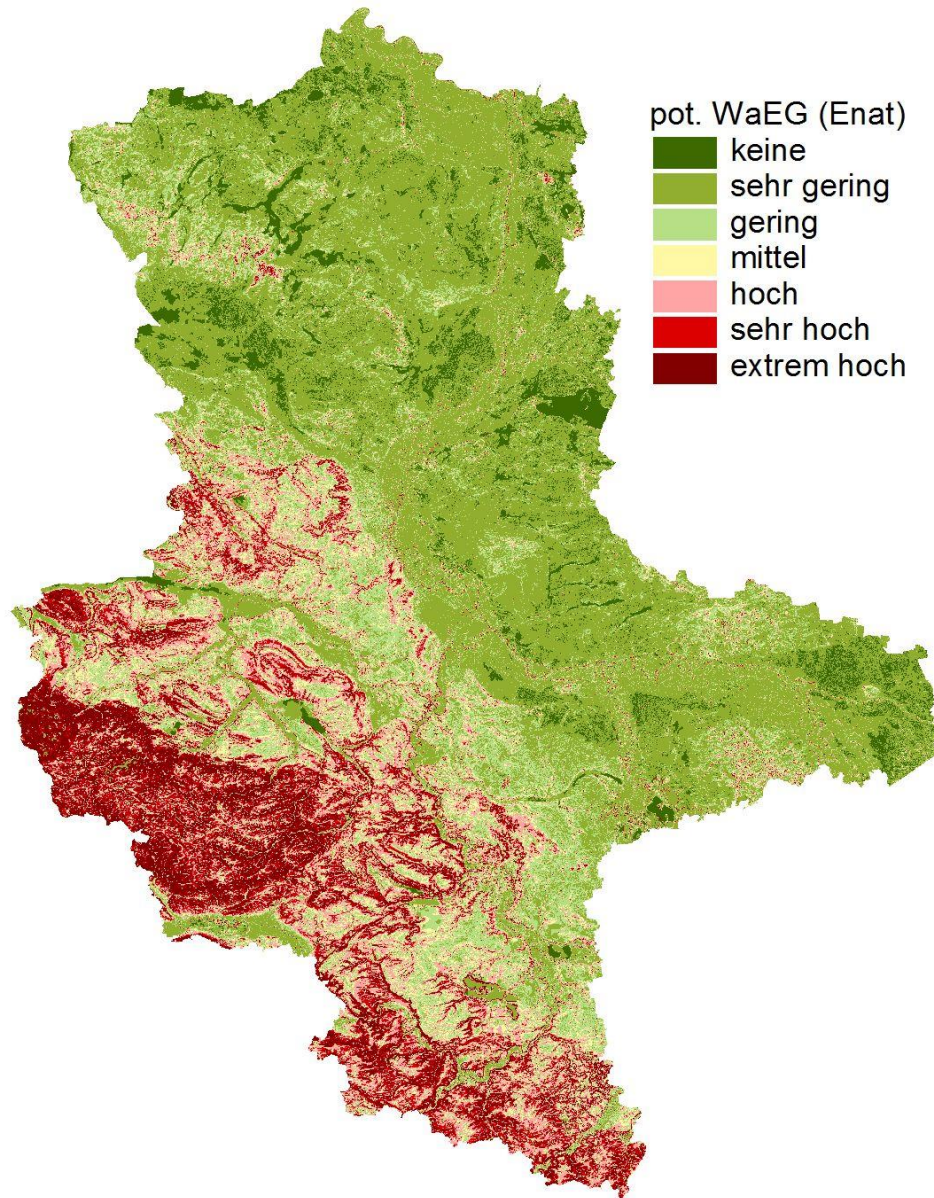 pot. WaEG (Enat)
keine
sehr gering
gering
mittel
hoch
sehr hoch
extrem hoch